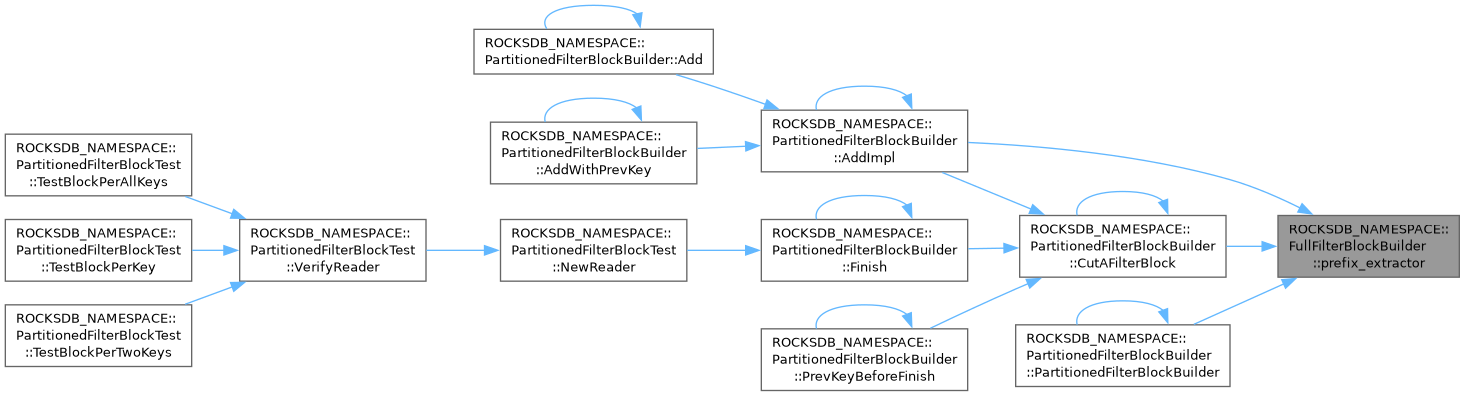 ROCKSDB_NAMESPACE::
PartitionedFilterBlockBuilder::Add
ROCKSDB_NAMESPACE::
PartitionedFilterBlockBuilder
::AddWithPrevKey
ROCKSDB_NAMESPACE::
PartitionedFilterBlockBuilder
::AddImpl
ROCKSDB_NAMESPACE::
PartitionedFilterBlockTest
::TestBlockPerAllKeys
ROCKSDB_NAMESPACE::
PartitionedFilterBlockTest
::TestBlockPerKey
ROCKSDB_NAMESPACE::
PartitionedFilterBlockTest
::TestBlockPerTwoKeys
ROCKSDB_NAMESPACE::
PartitionedFilterBlockTest
::VerifyReader
ROCKSDB_NAMESPACE::
PartitionedFilterBlockTest
::NewReader
ROCKSDB_NAMESPACE::
PartitionedFilterBlockBuilder
::Finish
ROCKSDB_NAMESPACE::
PartitionedFilterBlockBuilder
::PrevKeyBeforeFinish
ROCKSDB_NAMESPACE::
PartitionedFilterBlockBuilder
::CutAFilterBlock
ROCKSDB_NAMESPACE::
PartitionedFilterBlockBuilder
::PartitionedFilterBlockBuilder
ROCKSDB_NAMESPACE::
FullFilterBlockBuilder
::prefix_extractor